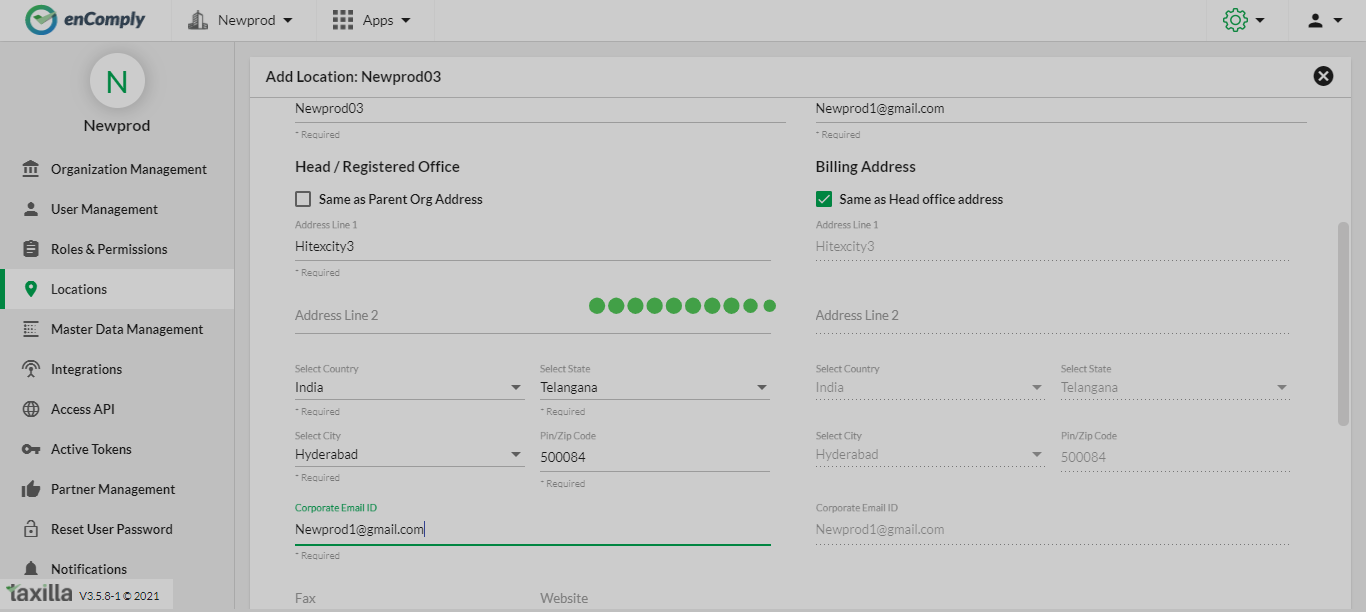 enComply Newprod Apps
N
Newprod
Organization Management
User Management
Roles & Permissions
Locations
Master Data Management
Integrations
Access API
Active Tokens
Partner Management
Reset User Password
Notifications
taxilla V3.5.8-1 © 2021
Add Location: Newprod03
Newprod03 Newprod1@gmail.com
* Required * Required
Head / Registered Office Billing Address
Same as Parent Org Address Same as Head office address
Address Line 1 Address Line 1
Hitexcity3 Hitexcity3
* Required
Address Line 2 Address Line 2
Select Country Select State Select Country Select State
India Telangana India Telangana
* Required * Required
Select City Pin/Zip Code Select City Pin/Zip Code
Hyderabad 500084 Hyderabad 500084
* Required * Required
Corporate Email ID Corporate Email ID
Newprod1@gmail.com Newprod1@gmail.com
* Required
Fax Website